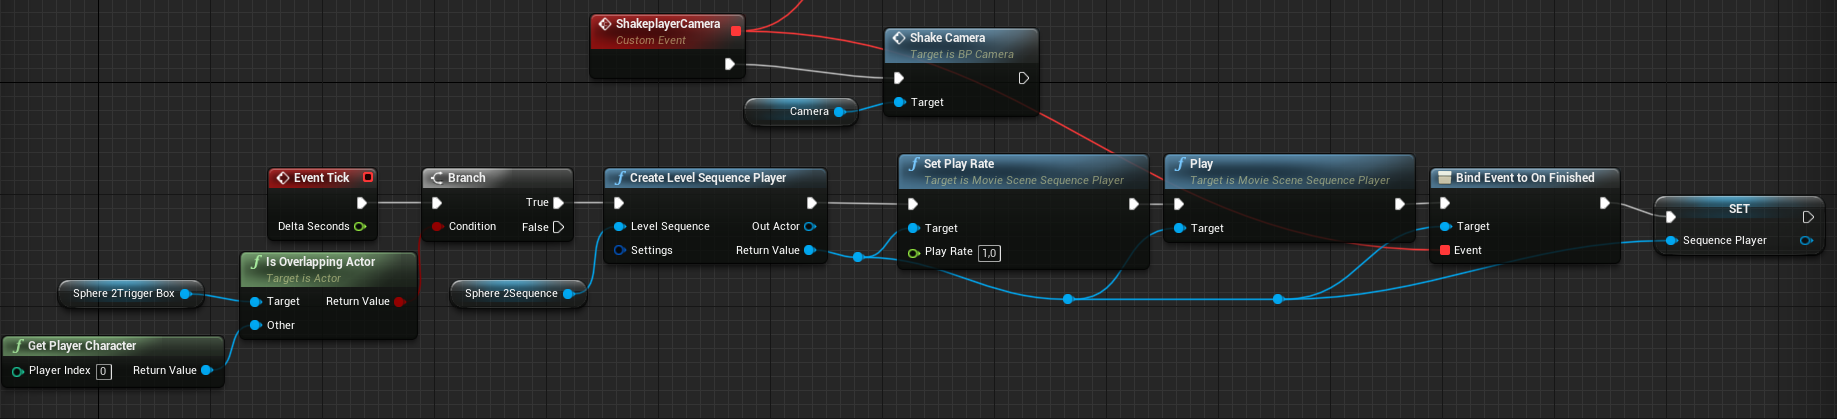 ShakeplayerCamera
Custom Event
Shake Camera
Target is BP Camera
Target
Camera
Event Tick
Delta Seconds
Branch
True
Condition
False
Create Level Sequence Player
Level Sequence
Out Actor
Settings
Return Value
Set Play Rate
Target is Movie Scene Sequence Player
Target
Play Rate 1,0
Play
Target is Movie Scene Sequence Player
Target
Bind Event to On Finished
Target
Event
SET
Sequence Player
Is Overlapping Actor
Target is Actor
Target
Return Value
Other
Sphere 2Trigger Box
Sphere 2Sequence
Get Player Character
Player Index 0
Return Value